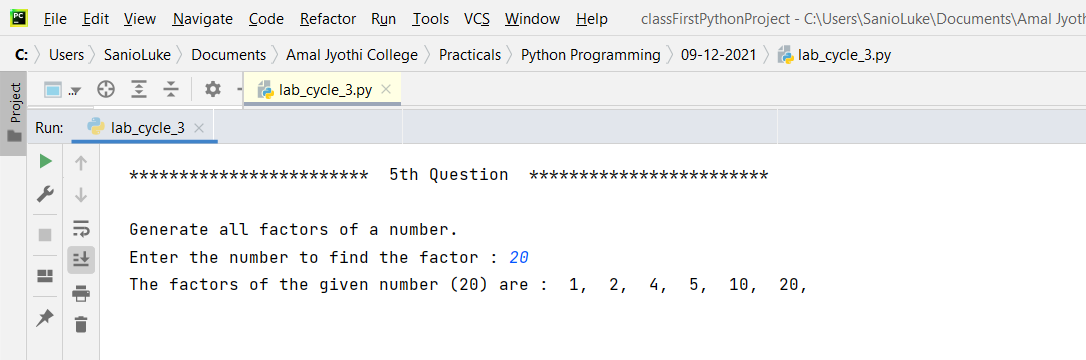 PC File Edit View Navigate Code Refactor Run Tools VCS Window Help classFirstPythonProject - C:\Users\SanioLuke\Documents\Amal Jyothi
C: Users SanioLuke Documents Amal Jyothi College Practicals Python Programming 09-12-2021 lab_cycle_3.py
Project
.. lab_cycle_3.py
Run: lab_cycle_3
************************ 5th Question ************************
Generate all factors of a number.
Enter the number to find the factor : 20
The factors of the given number (20) are : 1, 2, 4, 5, 10, 20,